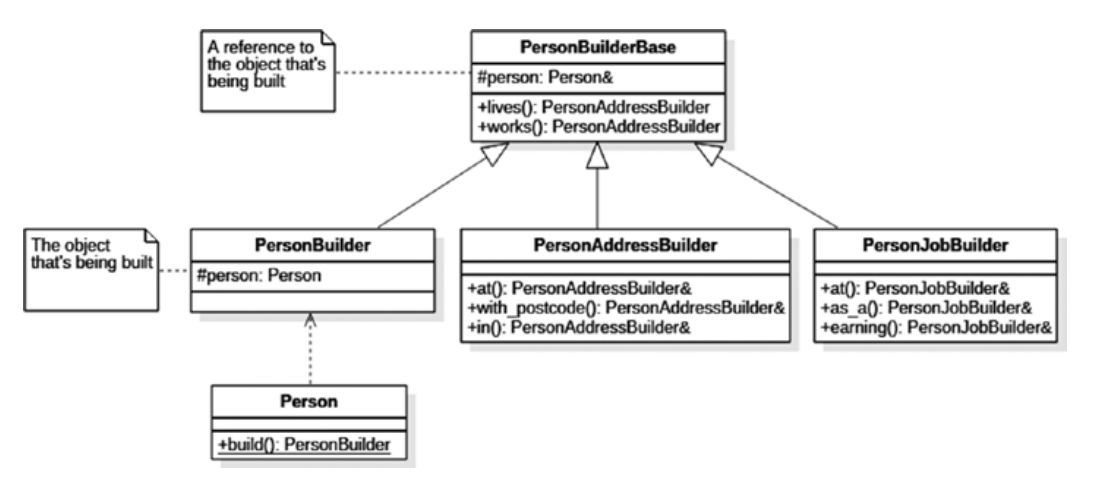 A reference to
the object that's
being built
PersonBuilderBase
#person: Person&
+lives(): PersonAddressBuilder
+works(): PersonAddressBuilder
The object
that's being built
PersonBuilder
#person: Person
PersonAddressBuilder
+at(): PersonAddressBuilder&
+with_postcode(): PersonAddressBuilder&
+in(): PersonAddressBuilder&
PersonJobBuilder
+at(): PersonJobBuilder&
+as_a(): PersonJobBuilder&
+earning(): PersonJobBuilder&
Person
+build(): PersonBuilder